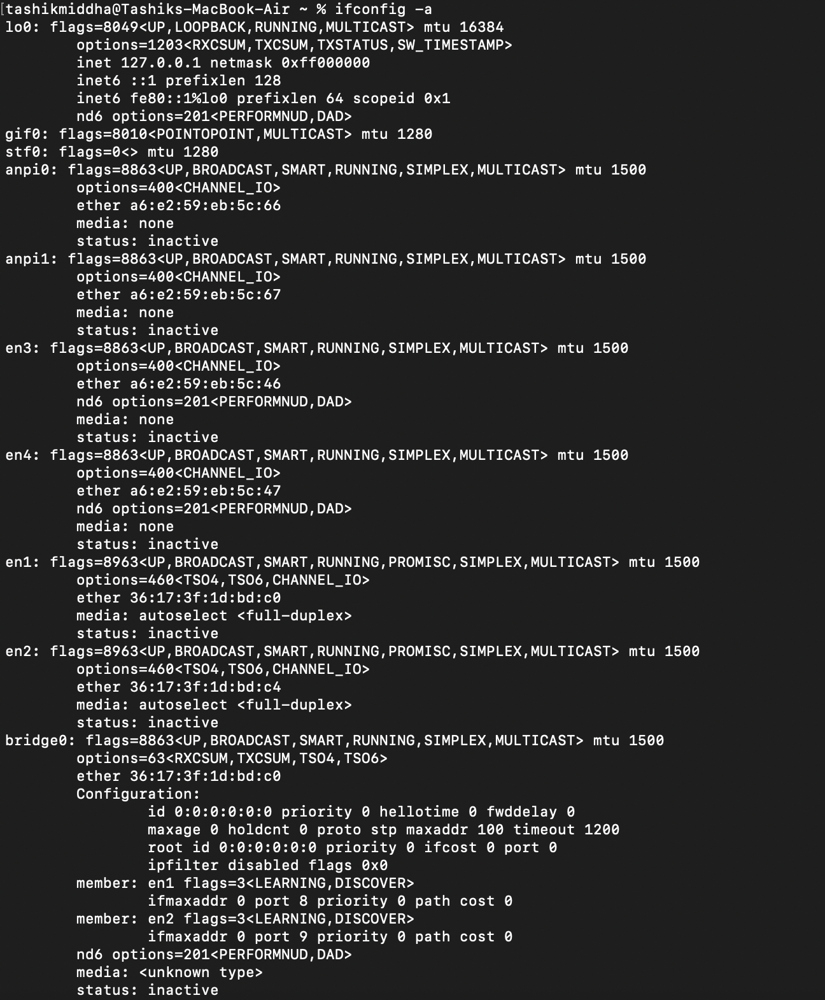 [tashikmiddha@Tashiks-MacBook-Air ~ % ifconfig -a
lo0: flags=8049<UP,LOOPBACK,RUNNING,MULTICAST> mtu 16384
options=1203<RXCSUM,TXCSUM,TXSTATUS,SW_TIMESTAMP>
inet 127.0.0.1 netmask 0xff000000
inet6 ::1 prefixlen 128
inet6 fe80::1%lo0 prefixlen 64 scopeid 0x1
nd6 options=201<PERFORMNUD,DAD>
gif0: flags=8010<POINTOPOINT,MULTICAST> mtu 1280
stf0: flags=0<> mtu 1280
anpi0: flags=8863<UP,BROADCAST,SMART,RUNNING,SIMPLEX,MULTICAST> mtu 1500
options=400<CHANNEL_IO>
ether a6:e2:59:eb:5c:66
media: none
status: inactive
anpi1: flags=8863<UP,BROADCAST,SMART,RUNNING,SIMPLEX,MULTICAST> mtu 1500
options=400<CHANNEL_IO>
ether a6:e2:59:eb:5c:67
media: none
status: inactive
en3: flags=8863<UP,BROADCAST,SMART,RUNNING,SIMPLEX,MULTICAST> mtu 1500
options=400<CHANNEL_IO>
ether a6:e2:59:eb:5c:46
nd6 options=201<PERFORMNUD,DAD>
media: none
status: inactive
en4: flags=8863<UP,BROADCAST,SMART,RUNNING,SIMPLEX,MULTICAST> mtu 1500
options=400<CHANNEL_IO>
ether a6:e2:59:eb:5c:47
nd6 options=201<PERFORMNUD,DAD>
media: none
status: inactive
en1: flags=8963<UP,BROADCAST,SMART,RUNNING,PROMISC,SIMPLEX,MULTICAST> mtu 1500
options=460<TSO4,TSO6,CHANNEL_IO>
ether 36:17:3f:1d:bd:c0
media: autoselect <full-duplex>
status: inactive
en2: flags=8963<UP,BROADCAST,SMART,RUNNING,PROMISC,SIMPLEX,MULTICAST> mtu 1500
options=460<TSO4,TSO6,CHANNEL_IO>
ether 36:17:3f:1d:bd:c4
media: autoselect <full-duplex>
status: inactive
bridge0: flags=8863<UP,BROADCAST,SMART,RUNNING,SIMPLEX,MULTICAST> mtu 1500
options=63<RXCSUM,TXCSUM,TSO4,TSO6>
ether 36:17:3f:1d:bd:c0
Configuration:
id 0:0:0:0:0:0 priority 0 hellotime 0 fwddelay 0
maxage 0 holdcnt 0 proto stp maxaddr 100 timeout 1200
root id 0:0:0:0:0:0 priority 0 ifcost 0 port 0
ipfilter disabled flags 0x0
member: en1 flags=3<LEARNING,DISCOVER>
ifmaxaddr 0 port 8 priority 0 path cost 0
member: en2 flags=3<LEARNING,DISCOVER>
ifmaxaddr 0 port 9 priority 0 path cost 0
nd6 options=201<PERFORMNUD,DAD>
media: <unknown type>
status: inactive